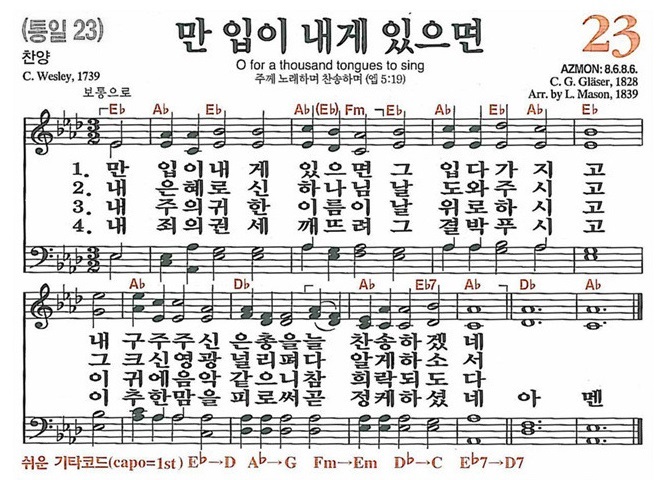 (통일 23)
만 입이 내게 있으면
23
찬양
O for a thousand tongues to sing
C. Wesley, 1739
주께 노래하며 찬송하며 (엡 5:19)
AZMON: 8.6.8.6.
C. G. Gläser, 1828
Arr. by L. Mason, 1839
보통으로
E♭ A♭ E♭ B♭ A♭(E♭) Fm E♭ A♭ E♭ A♭ E♭
3 2
1. 만 입이내 게 있으면그 입다가 지 고
2. 내 은혜로 신 하나님날 도와주 시 고
3. 내 주의귀 한 이름이날 위로하 시 고
4. 내 죄의권 세 깨뜨려그 결박푸 시 고
3 2
A♭ D♭ A♭ E♭7 A♭ D♭ A♭
내 구주주신 은총을늘 찬송하겠네
그 크신영광 널리퍼다 알게하소서
이 귀에음악 같으니참 희락되도다
이 추한맘을 피로써곧 정케하셨네 아 멘
쉬운 기타코드(capo=1st) E♭→D A♭→G Fm→Em D♭→C E♭7→D7